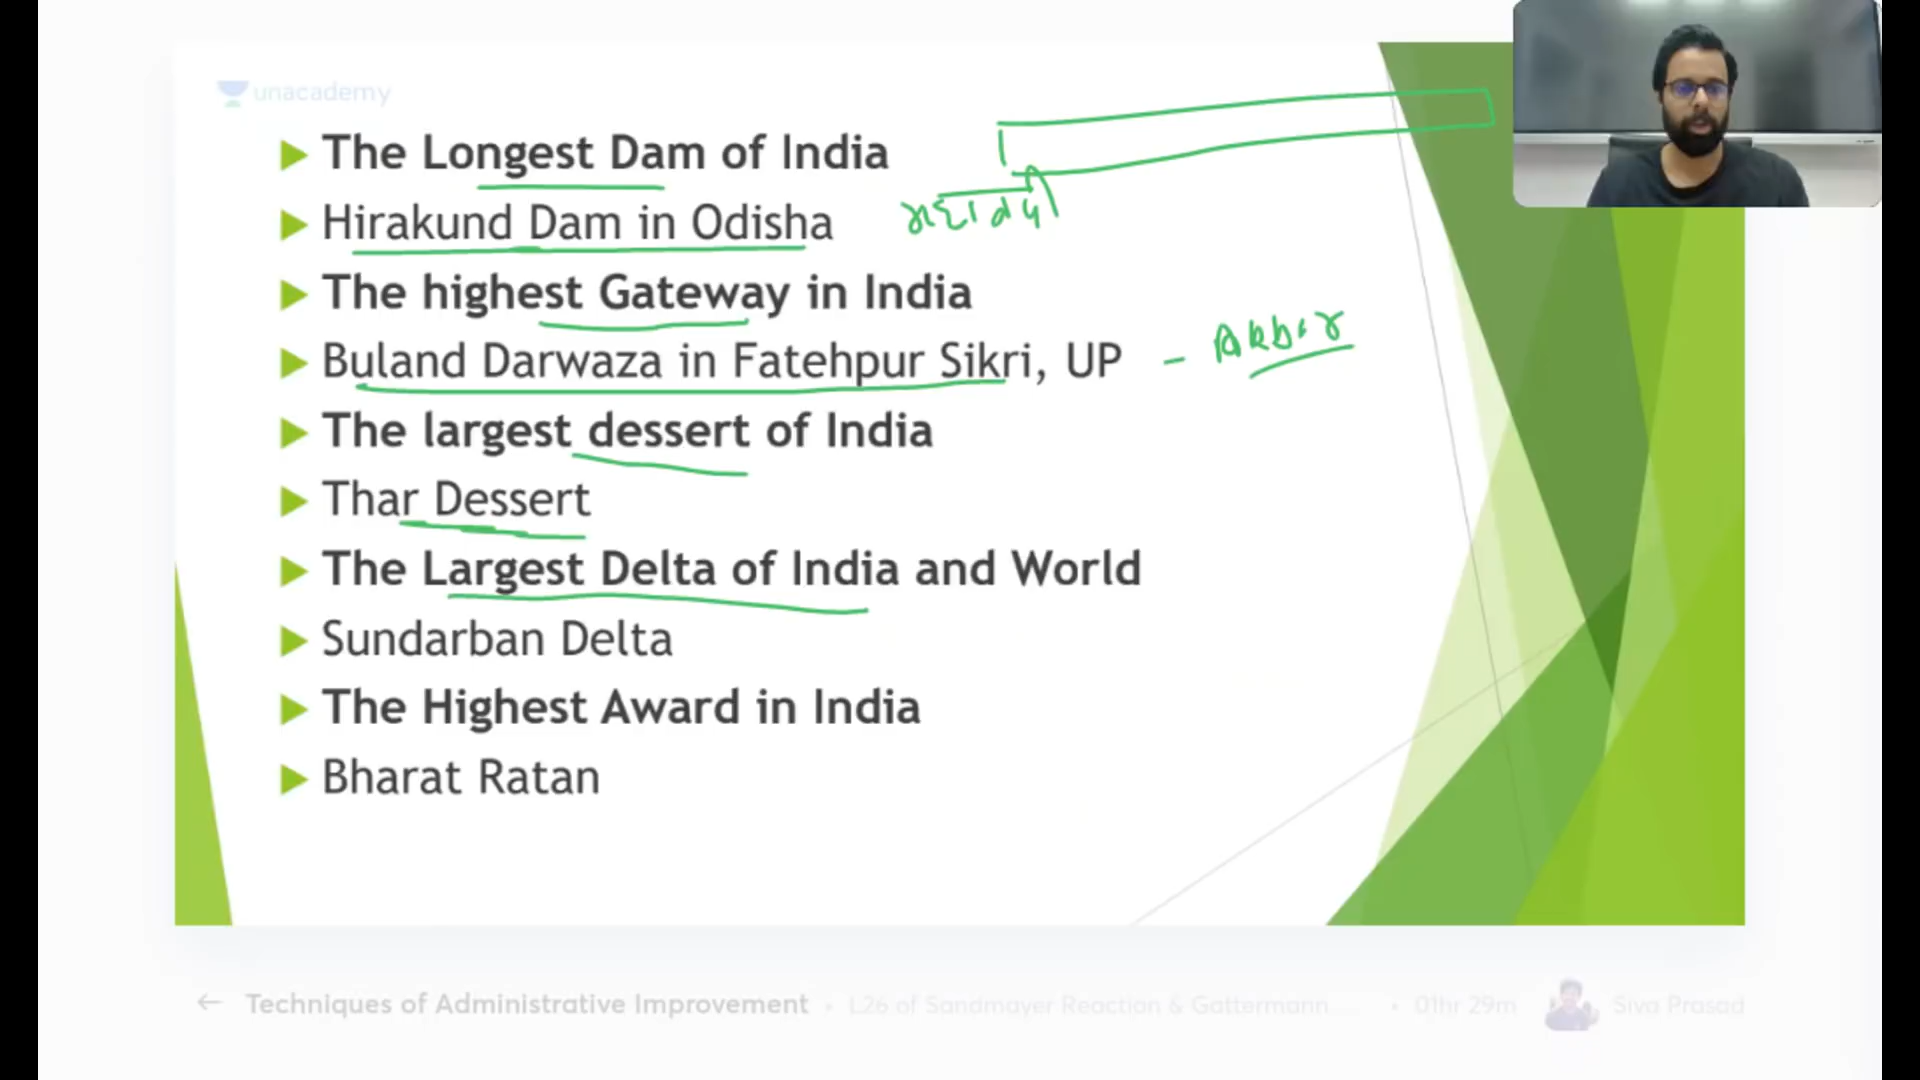 unacademy
The Longest Dam of India
Hirakund Dam in Odisha
महानदी
The highest Gateway in India
Buland Darwaza in Fatehpur Sikri, UP - Akbar
The largest dessert of India
Thar Dessert
The Largest Delta of India and World
Sundarban Delta
The Highest Award in India
Bharat Ratan
← Techniques of Administrative Improvement • L26 of Sandmayer Reaction & Gattermann ... • 01hr 29m Siva Prasad